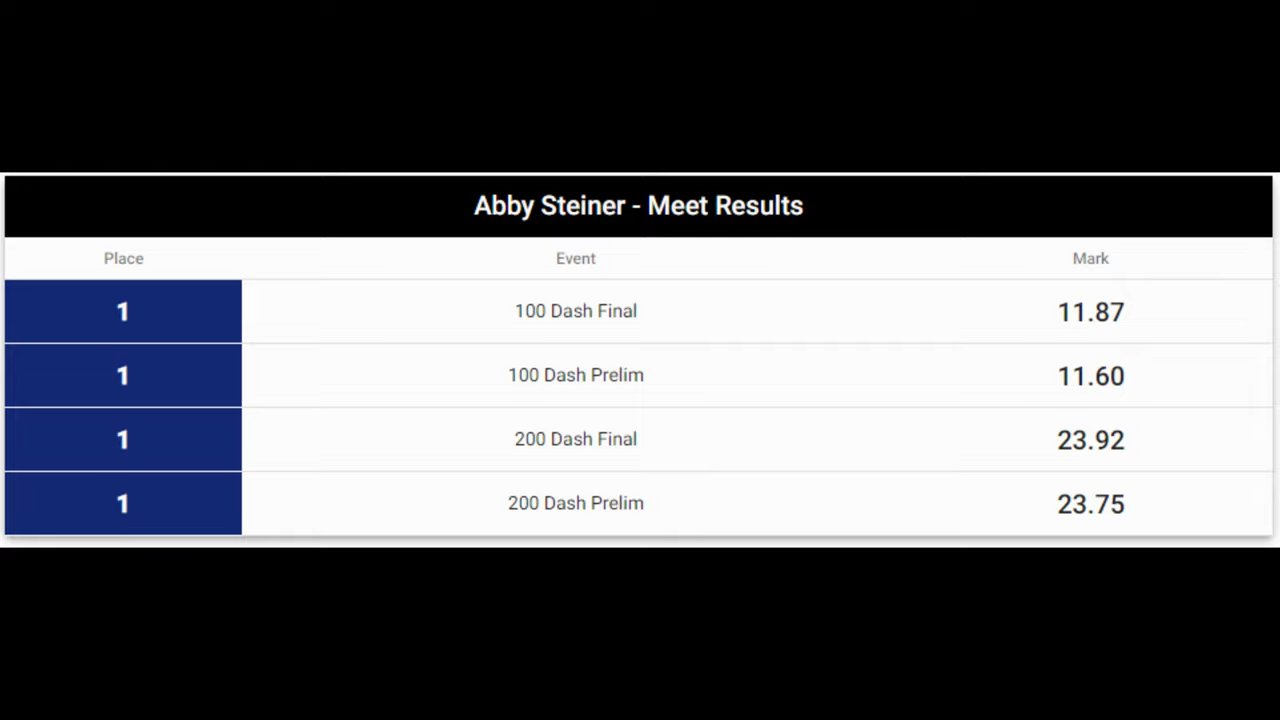 Abby Steiner - Meet Results
Place Event Mark
1 100 Dash Final 11.87
1 100 Dash Prelim 11.60
1 200 Dash Final 23.92
1 200 Dash Prelim 23.75